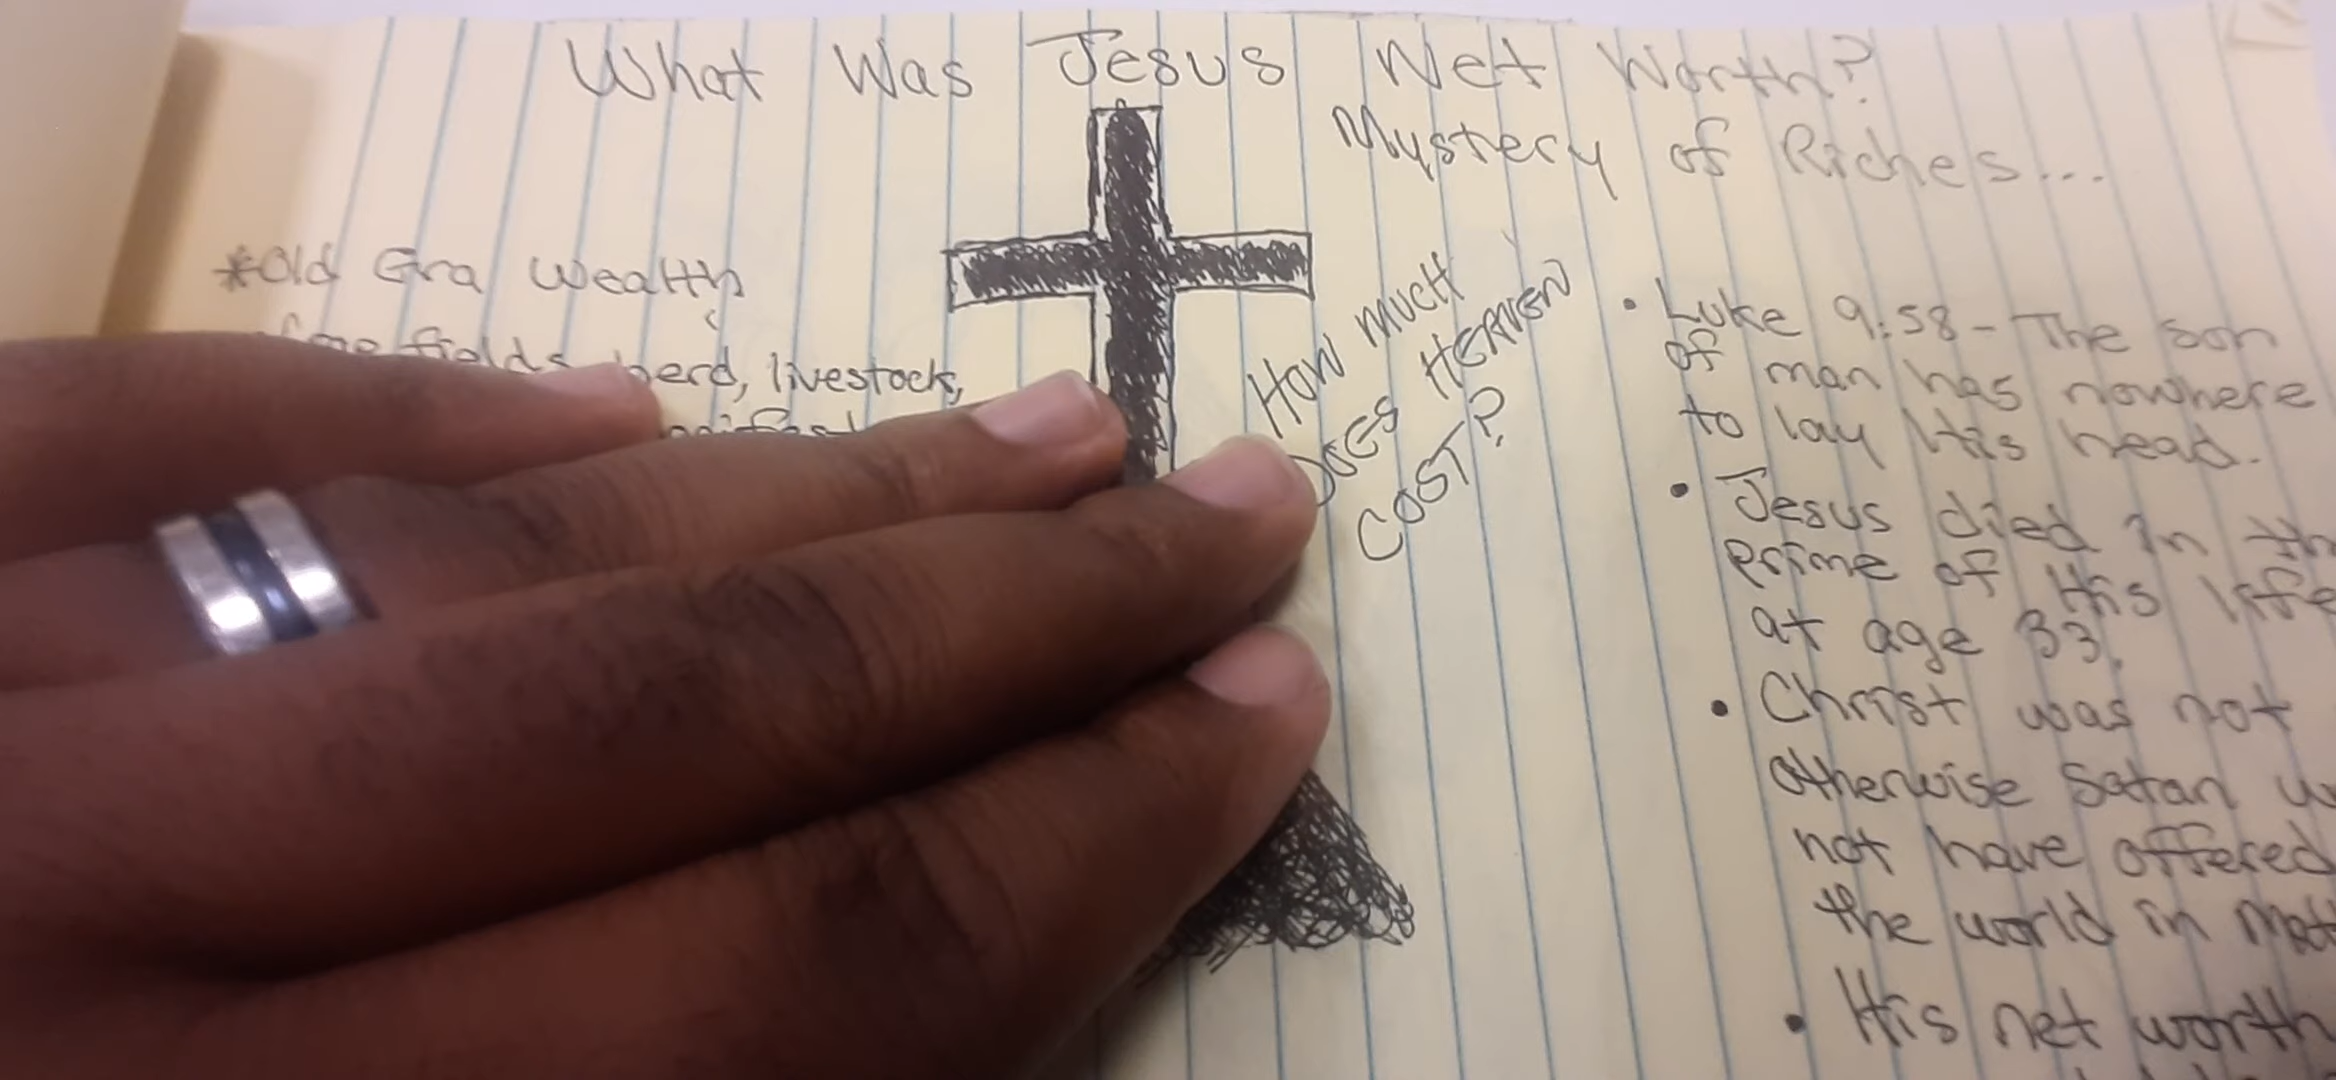 What Was Jesus Net Worth?
Mystery of Riches...
*Old Era Wealth
fields, herd, livestock,
HOW MUCH
DOES HEAVEN
COST?
• Luke 9:58 - The Son
of man has nowhere
to lay His head.
• Jesus died in
prime of His life
at age 33.
• Christ was not
otherwise Satan
not have offered
the world in
• His net worth